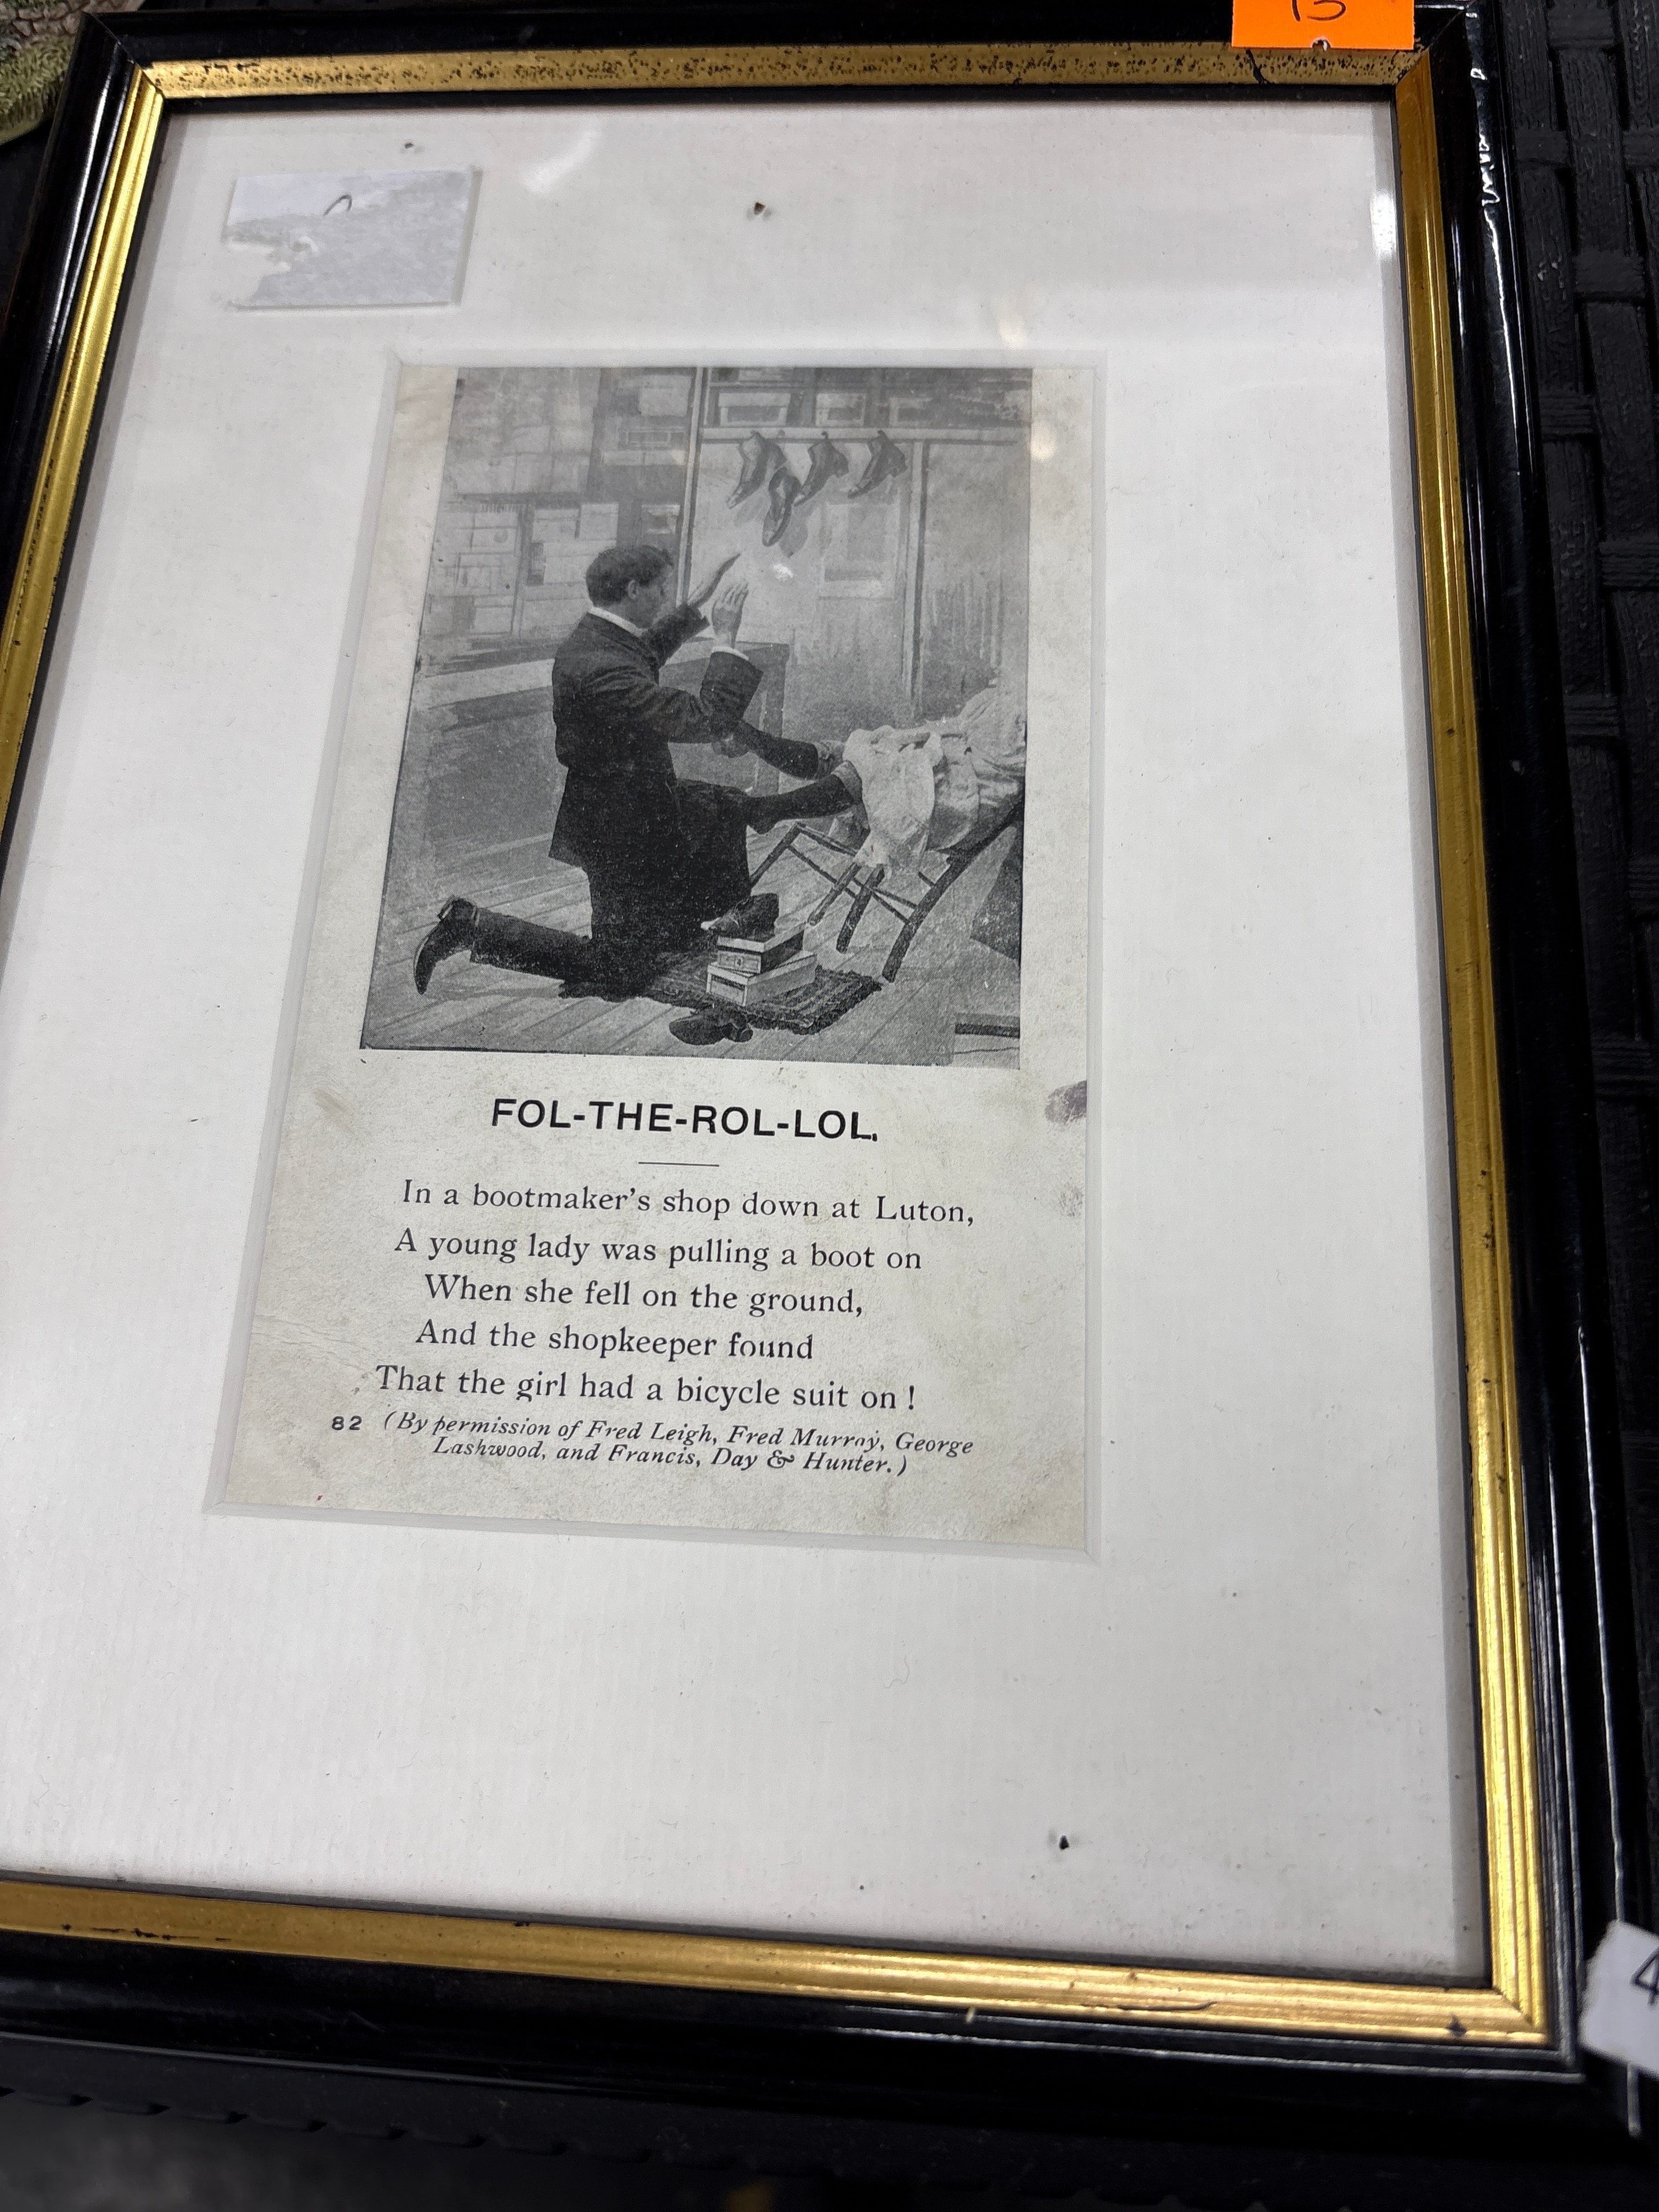 13
FOL-THE-ROL-LOL.
In a bootmaker's shop down at Luton,
A young lady was pulling a boot on
When she fell on the ground,
And the shopkeeper found
That the girl had a bicycle suit on !
82 (By permission of Fred Leigh, Fred Murray, George
Lashwood, and Francis, Day & Hunter.)
4